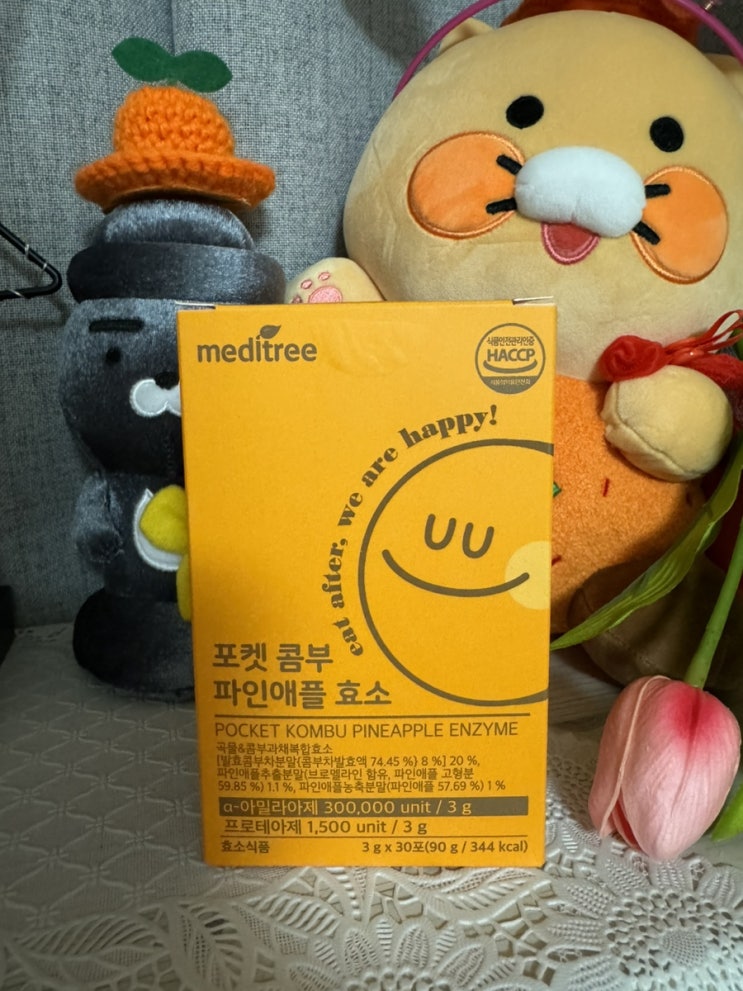 meditree
식품안전관리인증
HACCP
식품의약품안전처
eat after, we are happy!
포켓 콤부
파인애플 효소
POCKET KOMBU PINEAPPLE ENZYME
곡물&콤부과채복합효소
[발효콤부차분말{콤부차발효액 74.45 %} 8 %] 20 %,
파인애플추출분말(브로멜라인 함유, 파인애플 고형분
59.85 %) 1.1 %, 파인애플농축분말(파인애플 57.69 %) 1 %
α-아밀라아제 300,000 unit / 3 g
프로테아제 1,500 unit / 3 g
효소식품
3 g x 30포(90 g / 344 kcal)